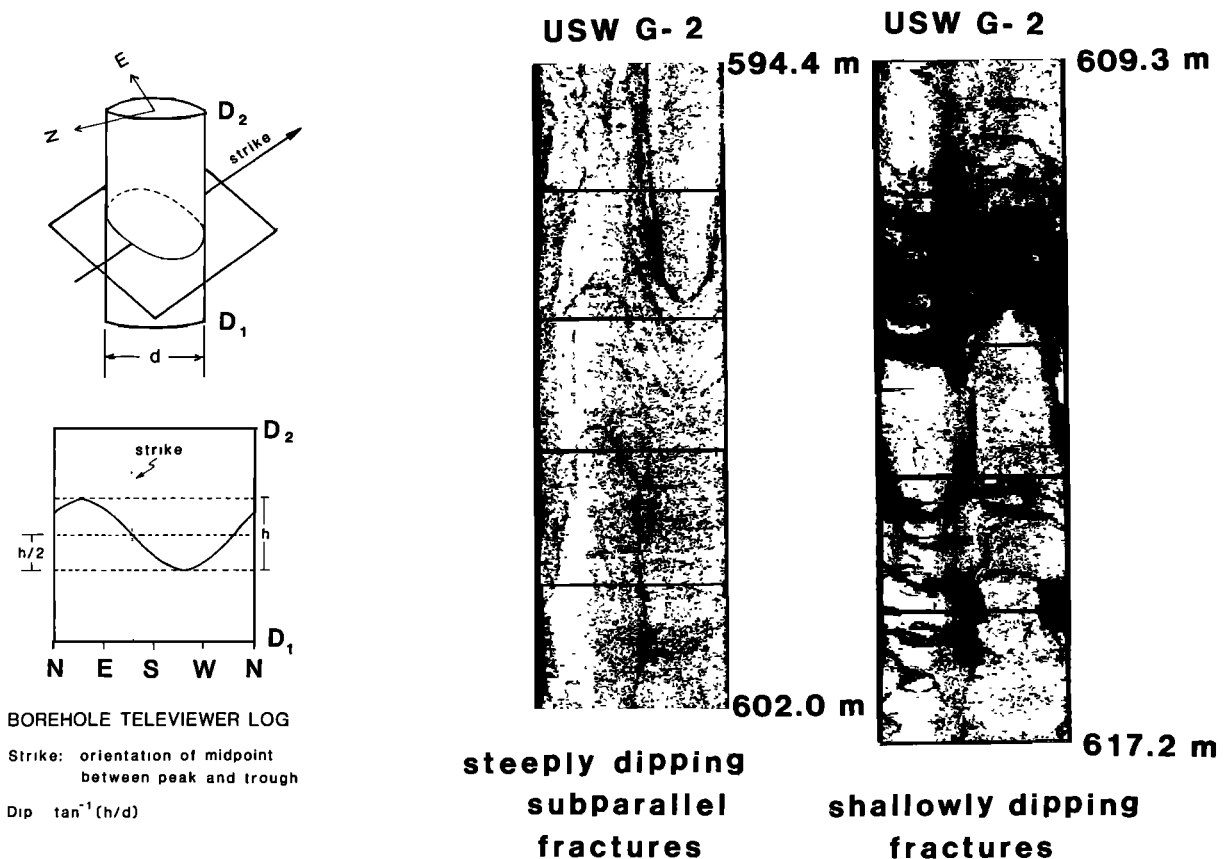 E
N
D2
strike
D1
d
D2
strike
h
h/2
D1
N E S W N
BOREHOLE TELEVIEWER LOG
Strike: orientation of midpoint
between peak and trough
Dip tan⁻¹(h/d)
USW G-2
594.4 m
602.0 m
steeply dipping
subparallel
fractures
USW G-2
609.3 m
617.2 m
shallowly dipping
fractures